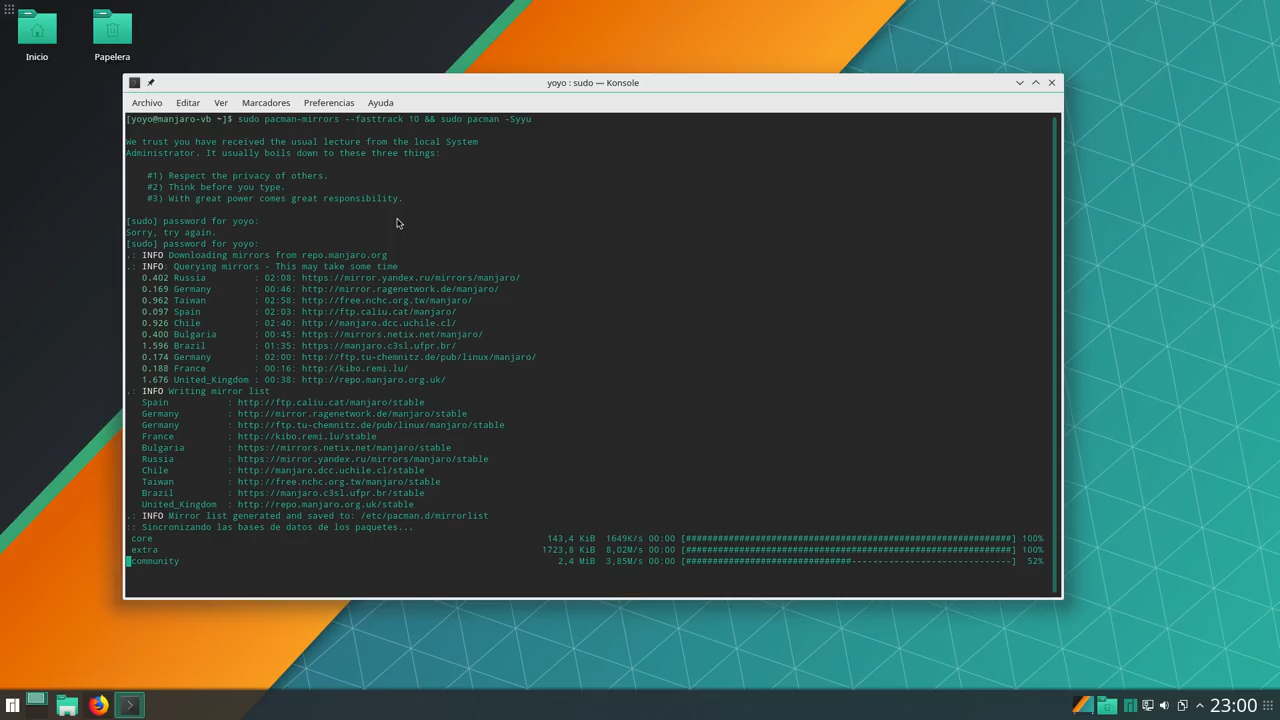 Inicio
Papelera
yoyo : sudo — Konsole
Archivo Editar Ver Marcadores Preferencias Ayuda
[yoyo@manjaro-vb ~]$ sudo pacman-mirrors --fasttrack 10 && sudo pacman -Syyu
We trust you have received the usual lecture from the local System
Administrator. It usually boils down to these three things:
#1) Respect the privacy of others.
#2) Think before you type.
#3) With great power comes great responsibility.
[sudo] password for yoyo:
Sorry, try again.
[sudo] password for yoyo:
.: INFO Downloading mirrors from repo.manjaro.org
.: INFO: Querying mirrors - This may take some time
0.402 Russia : 02:08: https://mirror.yandex.ru/mirrors/manjaro/
0.169 Germany : 00:46: http://mirror.ragenetwork.de/manjaro/
0.962 Taiwan : 02:58: http://free.nchc.org.tw/manjaro/
0.097 Spain : 02:03: http://ftp.caliu.cat/manjaro/
0.926 Chile : 02:40: http://manjaro.dcc.uchile.cl/
0.400 Bulgaria : 00:45: https://mirrors.netix.net/manjaro/
1.596 Brazil : 01:35: https://manjaro.c3sl.ufpr.br/
0.174 Germany : 02:00: http://ftp.tu-chemnitz.de/pub/linux/manjaro/
0.188 France : 00:16: http://kibo.remi.lu/
1.676 United_Kingdom : 00:38: http://repo.manjaro.org.uk/
.: INFO Writing mirror list
Spain : http://ftp.caliu.cat/manjaro/stable
Germany : http://mirror.ragenetwork.de/manjaro/stable
Germany : http://ftp.tu-chemnitz.de/pub/linux/manjaro/stable
France : http://kibo.remi.lu/stable
Bulgaria : https://mirrors.netix.net/manjaro/stable
Russia : https://mirror.yandex.ru/mirrors/manjaro/stable
Chile : http://manjaro.dcc.uchile.cl/stable
Taiwan : http://free.nchc.org.tw/manjaro/stable
Brazil : https://manjaro.c3sl.ufpr.br/stable
United_Kingdom : http://repo.manjaro.org.uk/stable
.: INFO Mirror list generated and saved to: /etc/pacman.d/mirrorlist
:: Sincronizando las bases de datos de los paquetes...
core 143,4 KiB 1649K/s 00:00 [#############################################################] 100%
extra 1723,8 KiB 8,02M/s 00:00 [#############################################################] 100%
community 2,4 MiB 3,85M/s 00:00 [###############################------------------------------] 52%
23:00